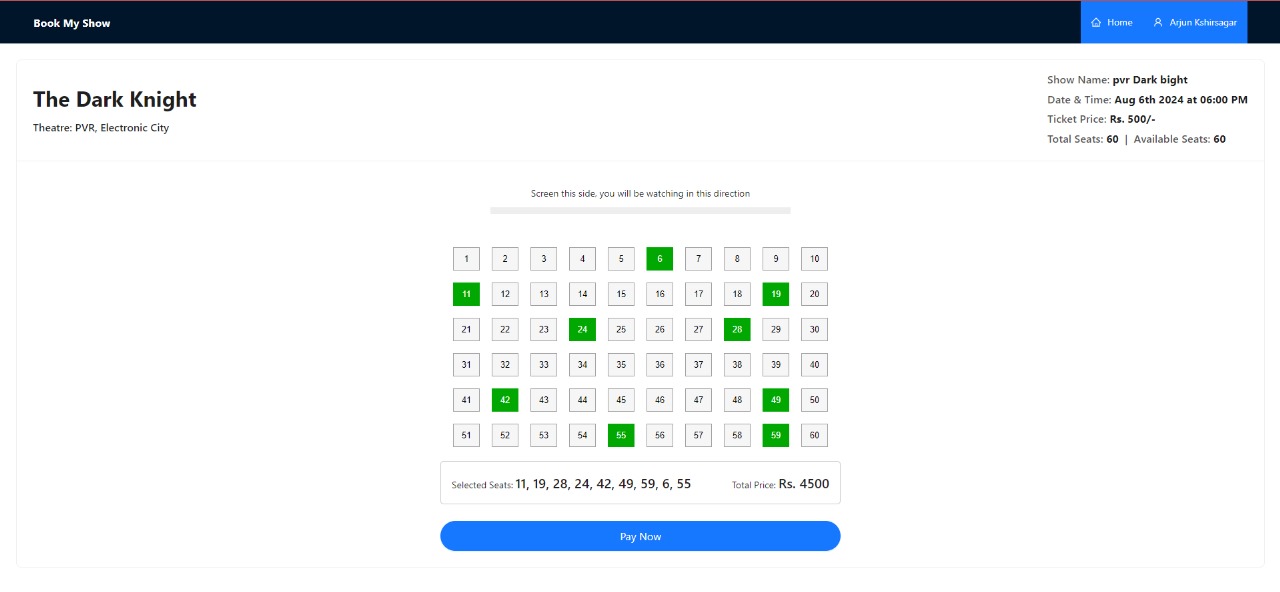 Book My Show
Home Arjun Kshirsagar
The Dark Knight
Theatre: PVR, Electronic City
Show Name: pvr Dark bight
Date & Time: Aug 6th 2024 at 06:00 PM
Ticket Price: Rs. 500/-
Total Seats: 60 | Available Seats: 60
Screen this side, you will be watching in this direction
1 2 3 4 5 6 7 8 9 10
11 12 13 14 15 16 17 18 19 20
21 22 23 24 25 26 27 28 29 30
31 32 33 34 35 36 37 38 39 40
41 42 43 44 45 46 47 48 49 50
51 52 53 54 55 56 57 58 59 60
Selected Seats: 11, 19, 28, 24, 42, 49, 59, 6, 55 Total Price: Rs. 4500
Pay Now